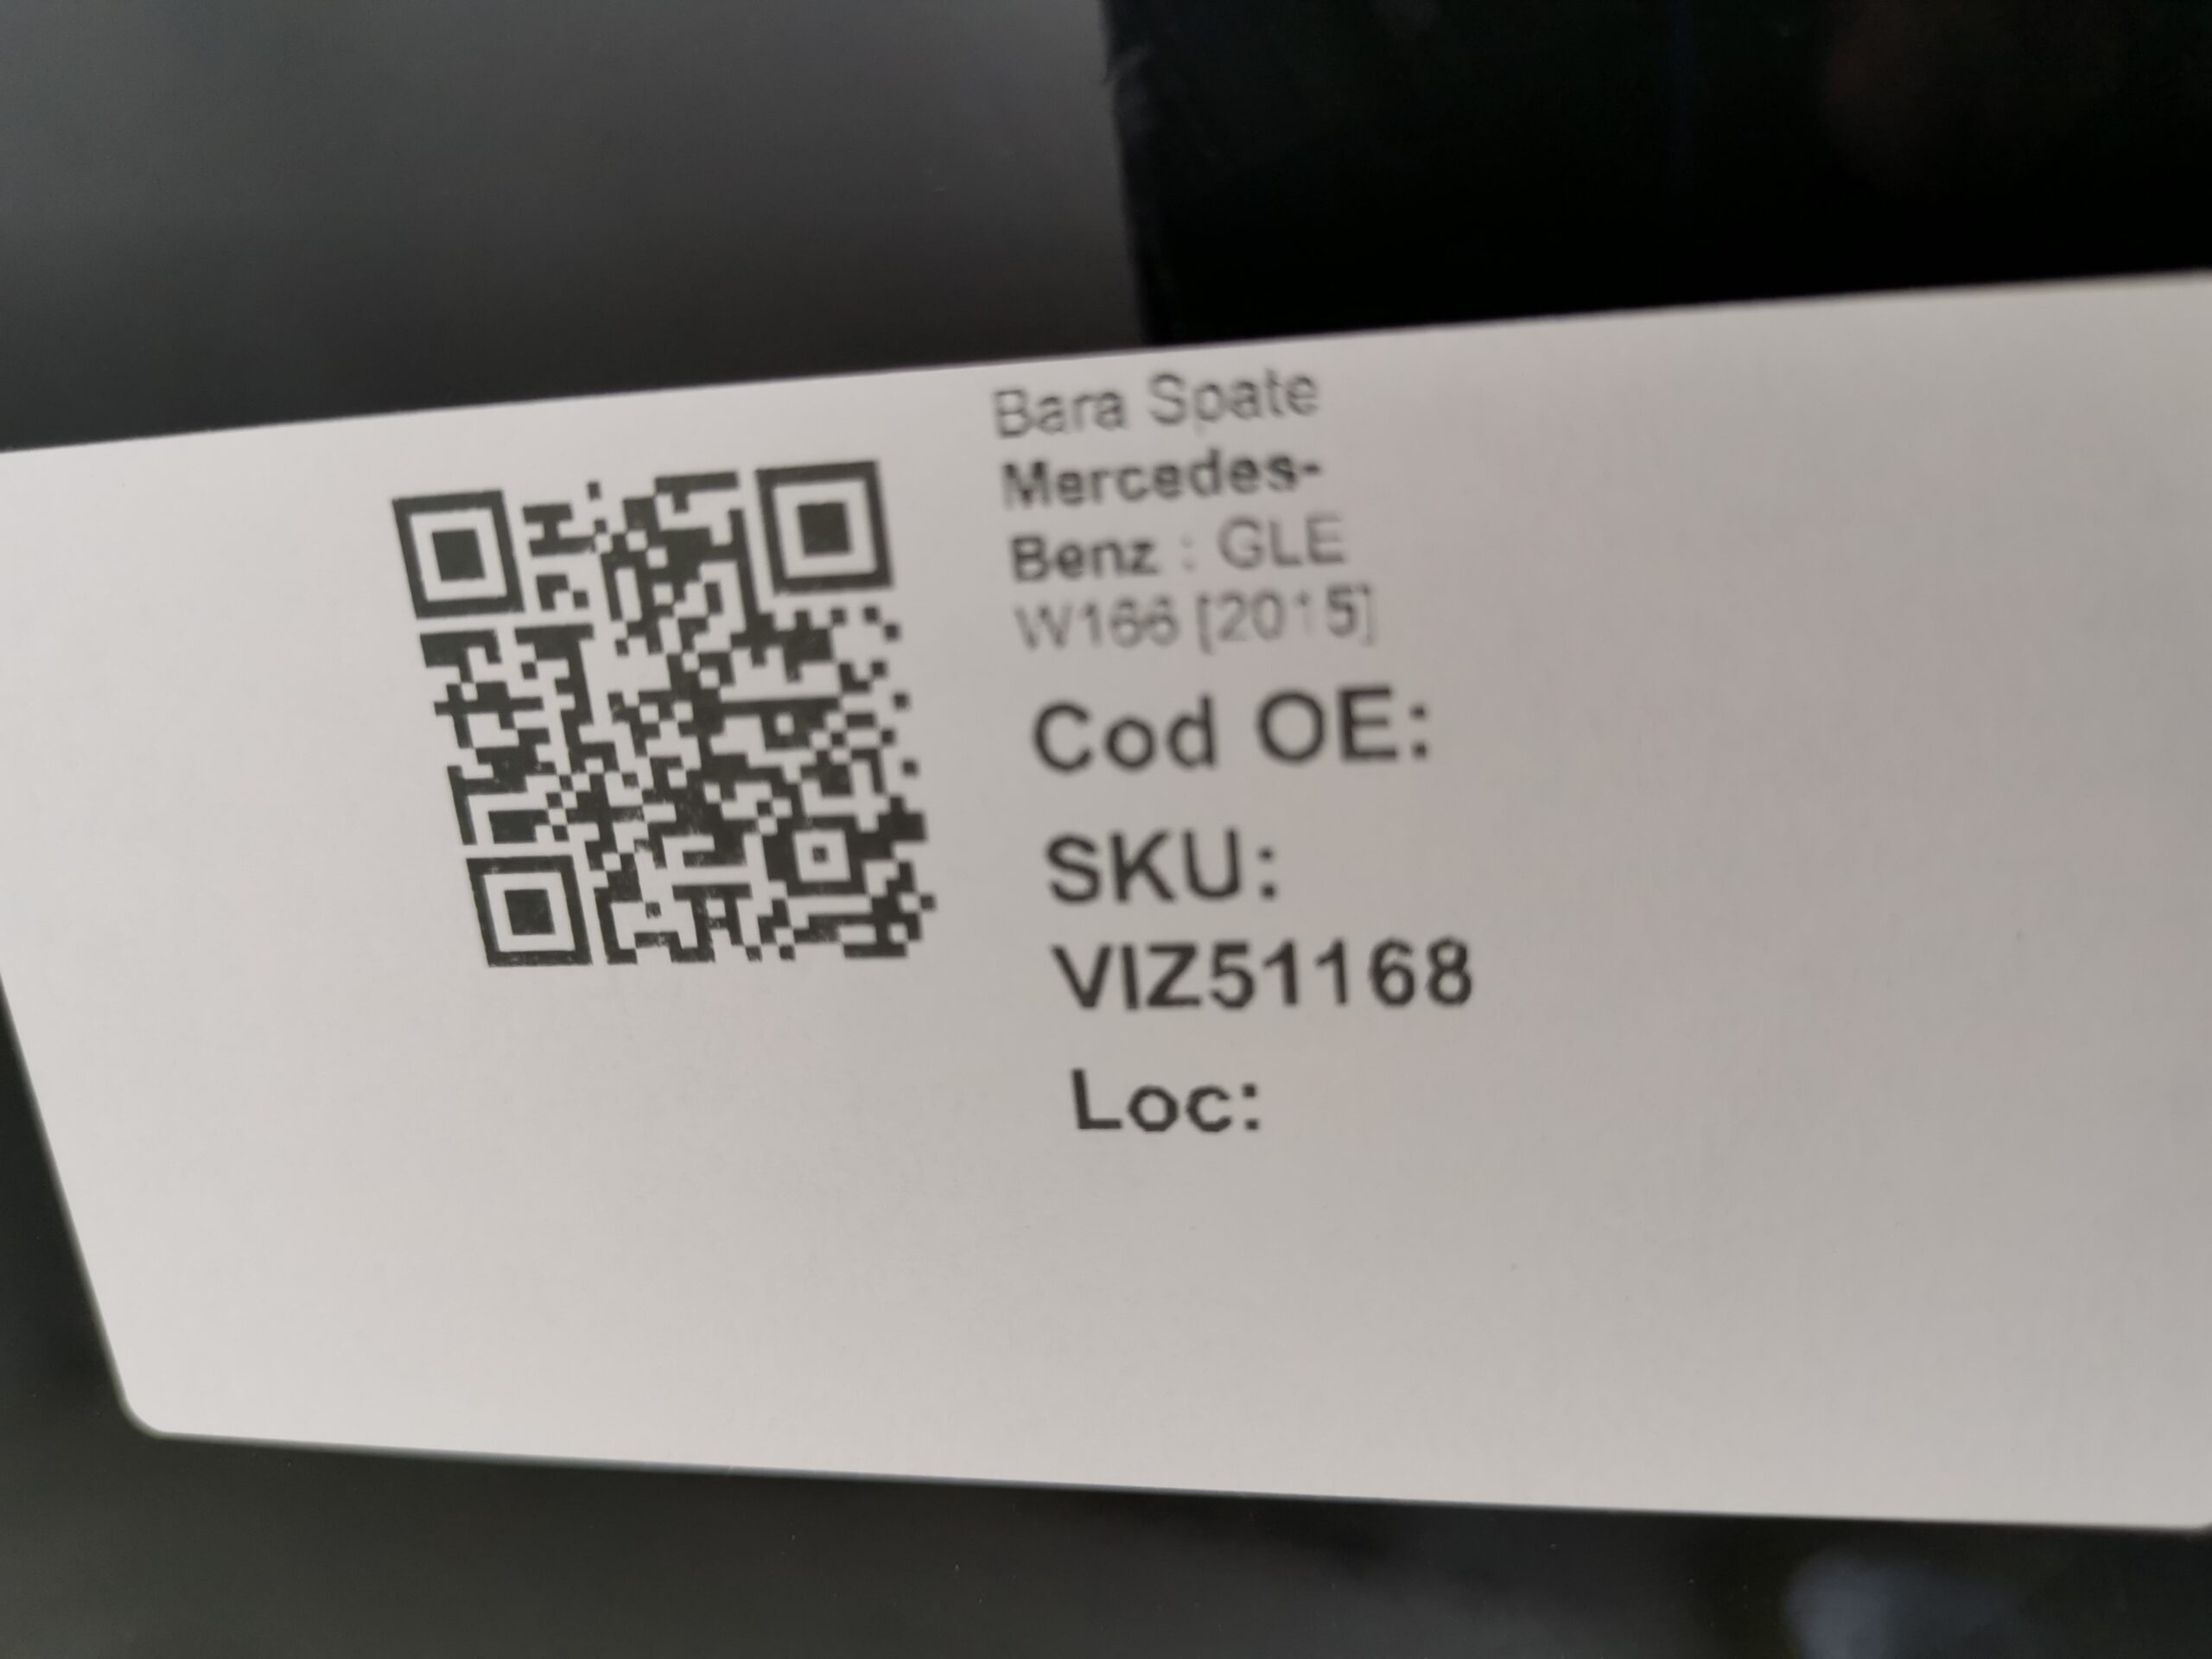 Bara Spate
Mercedes-
Benz : GLE
W166 [2015]
Cod OE:
SKU:
VIZ51168
Loc: